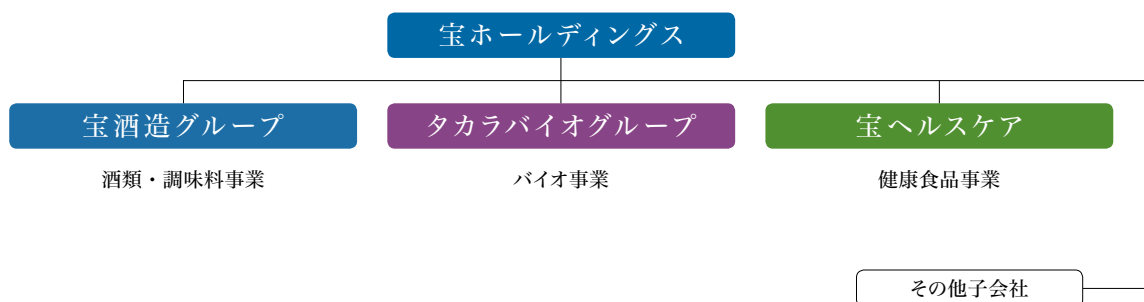 宝ホールディングス
宝酒造グループ
タカラバイオグループ
宝ヘルスケア
酒類・調味料事業
バイオ事業
健康食品事業
その他子会社